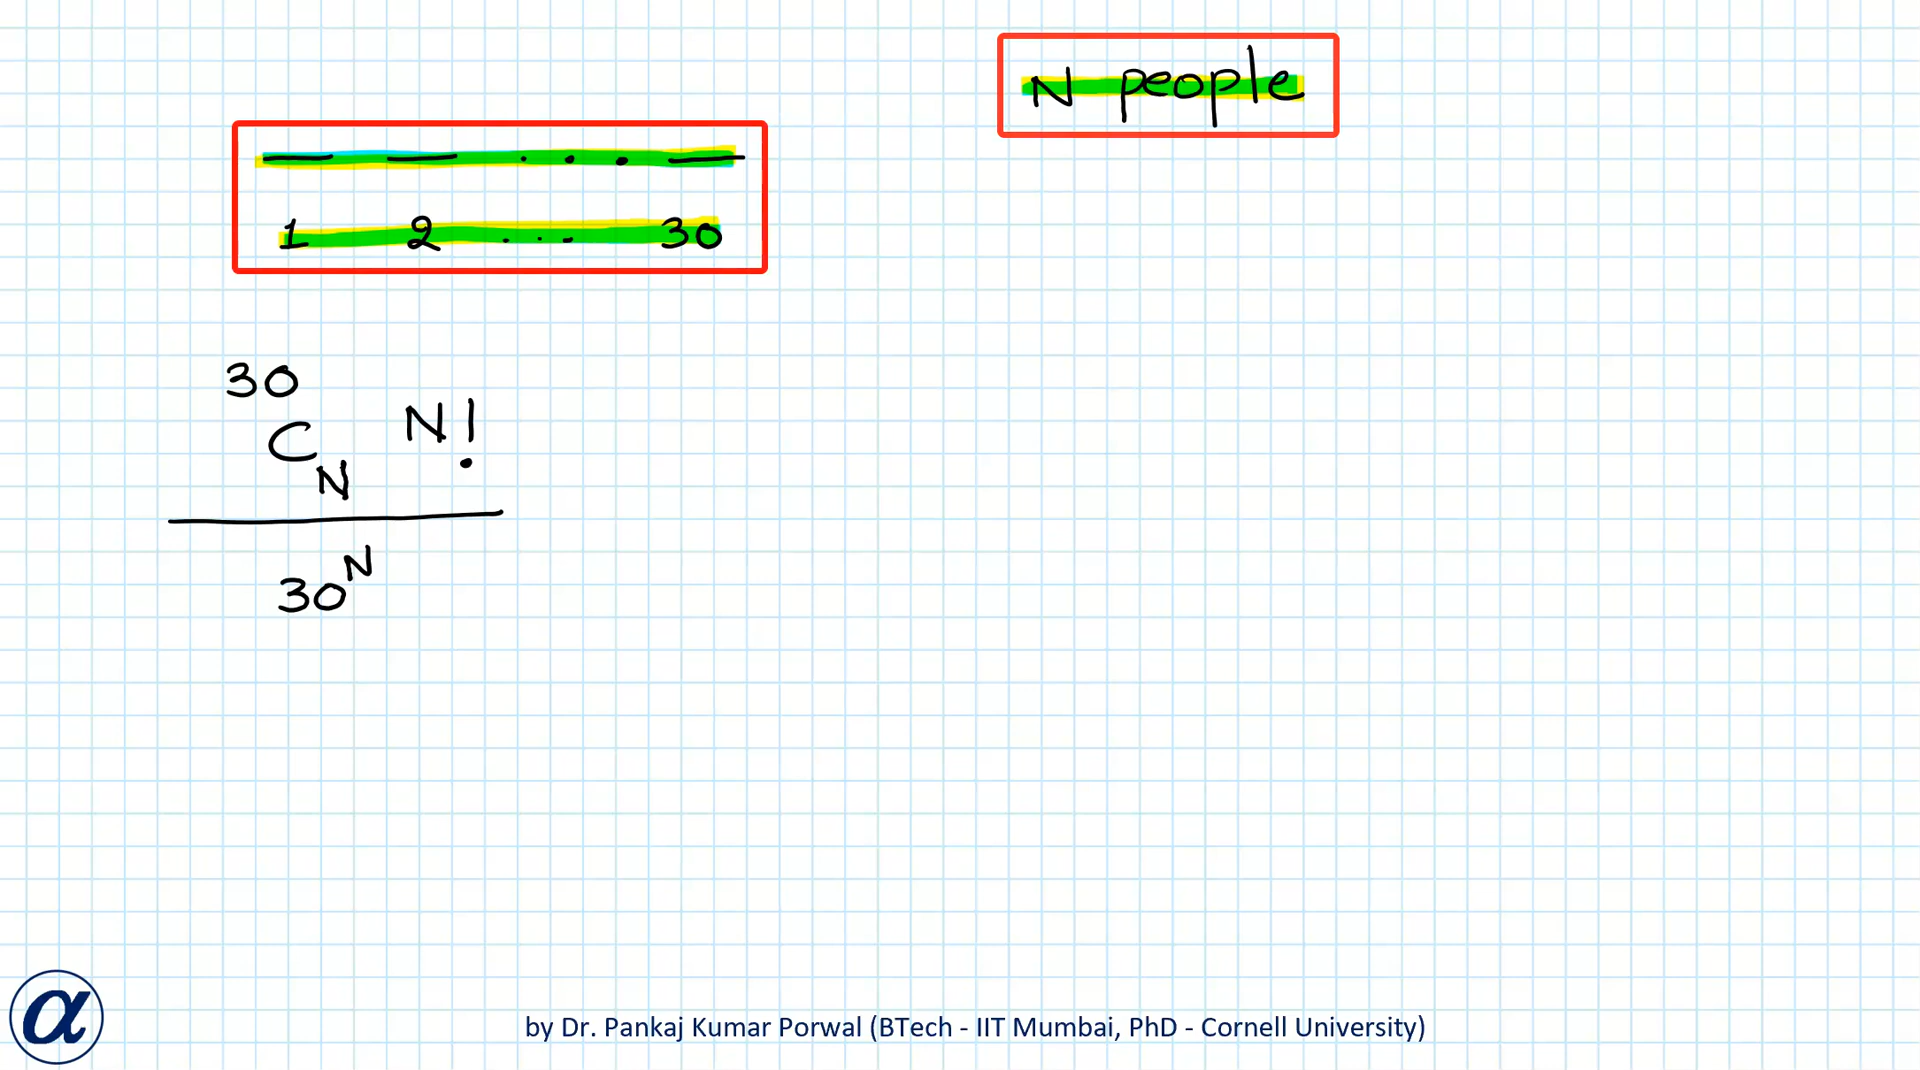 N people
— — . . . —
1 2 . . . 30
30
C N!
N
30^N
α
by Dr. Pankaj Kumar Porwal (BTech - IIT Mumbai, PhD - Cornell University)